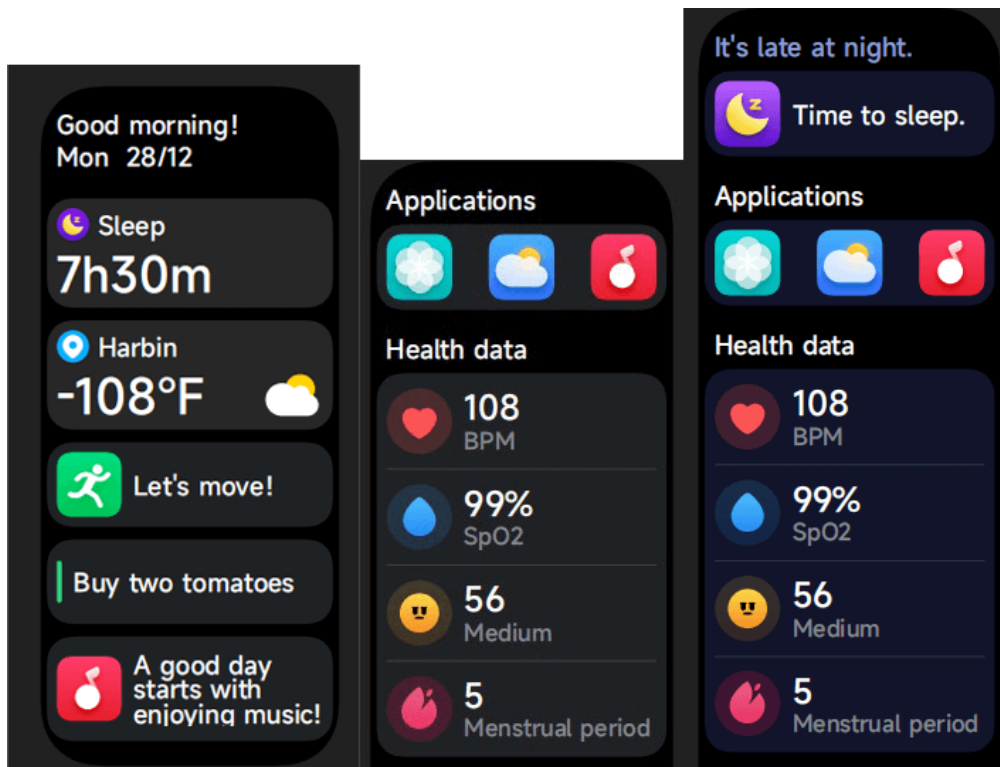 Good morning!
Mon 28/12
Sleep
7h30m
Harbin
-108°F
Let's move!
Buy two tomatoes
A good day
starts with
enjoying music!
Applications
Health data
108
BPM
99%
SpO2
56
Medium
5
Menstrual period
It's late at night.
z
Time to sleep.
Applications
Health data
108
BPM
99%
SpO2
56
Medium
5
Menstrual period